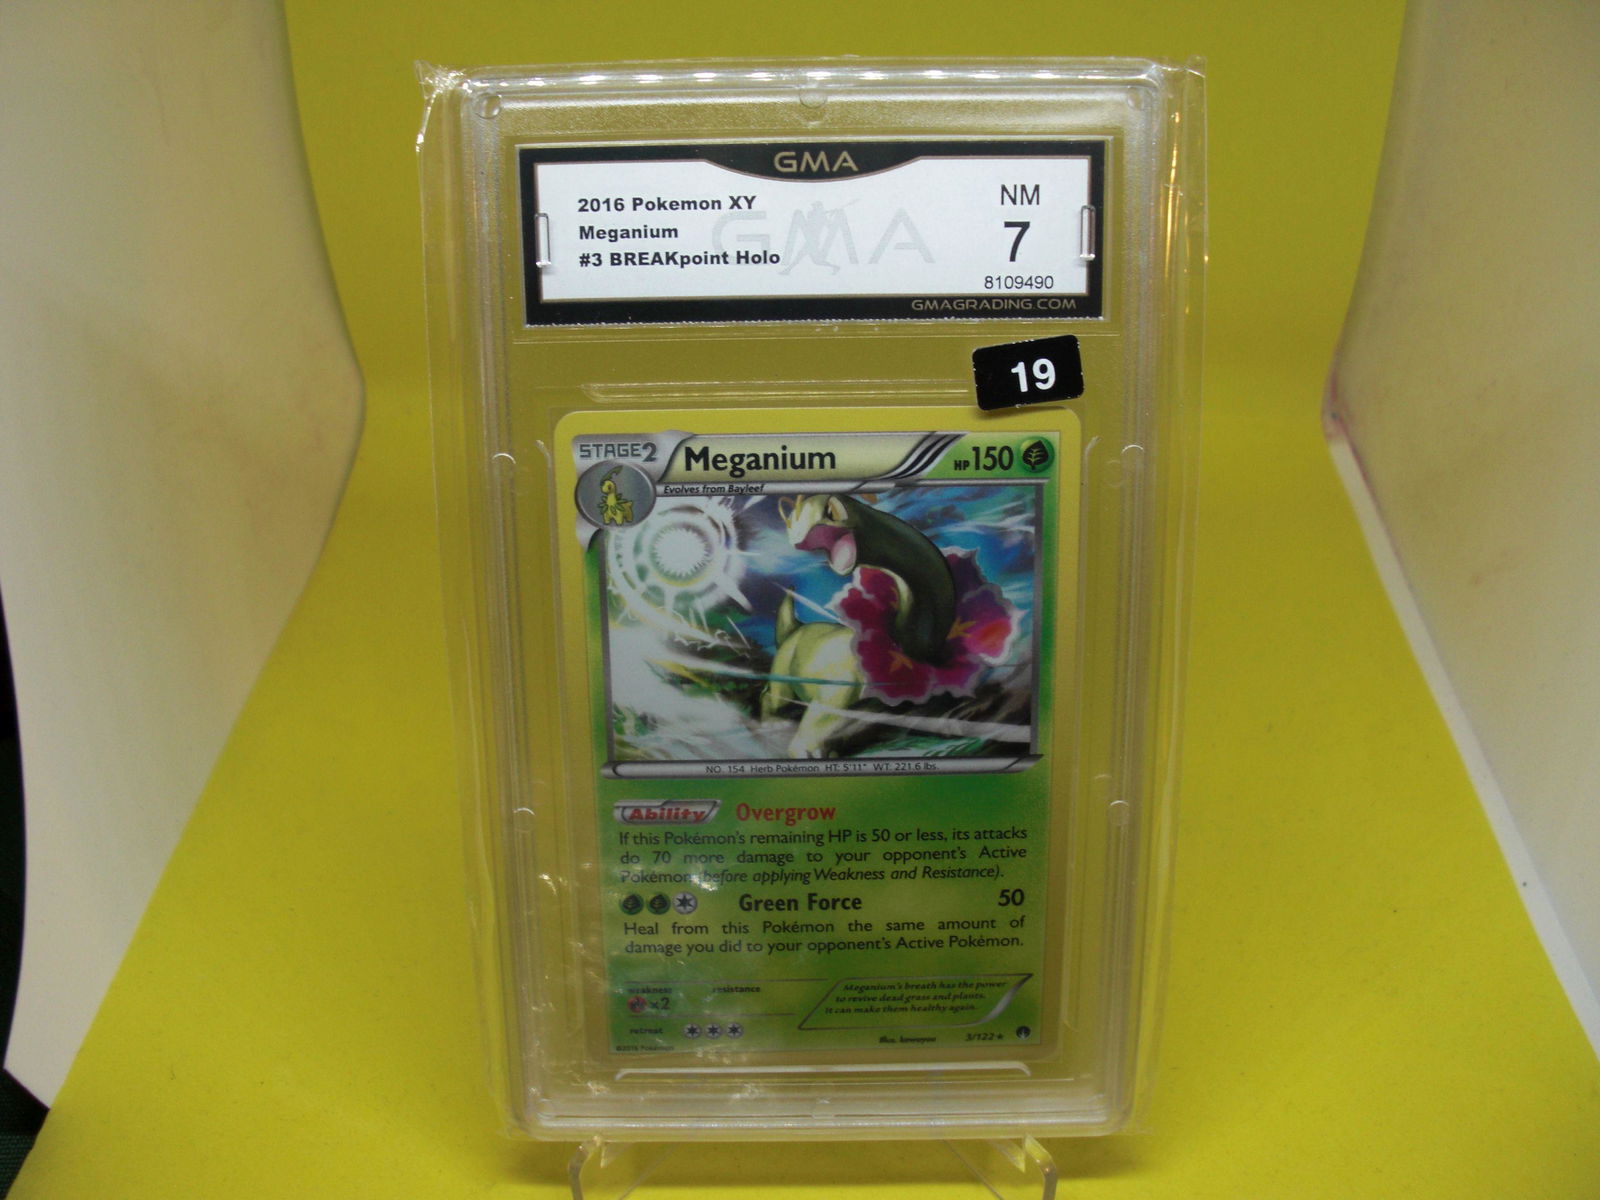 GMA
2016 Pokemon XY
Meganium
#3 BREAKpoint Holo
GMA
NM
7
8109490
GMAGRADING.COM
19
STAGE2
Meganium
HP150
Evolves from Bayleef
NO. 154 Herb Pokémon HT: 5'11" WT: 221.6 lbs.
Ability Overgrow
If this Pokémon's remaining HP is 50 or less, its attacks
do 70 more damage to your opponent's Active
Pokémon (before applying Weakness and Resistance).
Green Force 50
Heal from this Pokémon the same amount of
damage you did to your opponent's Active Pokémon.
weakness resistance
×2
retreat
Meganium's breath has the power
to revive dead grass and plants.
It can make them healthy again.
Illus. kawayoo
3/122★
©2016 Pokémon